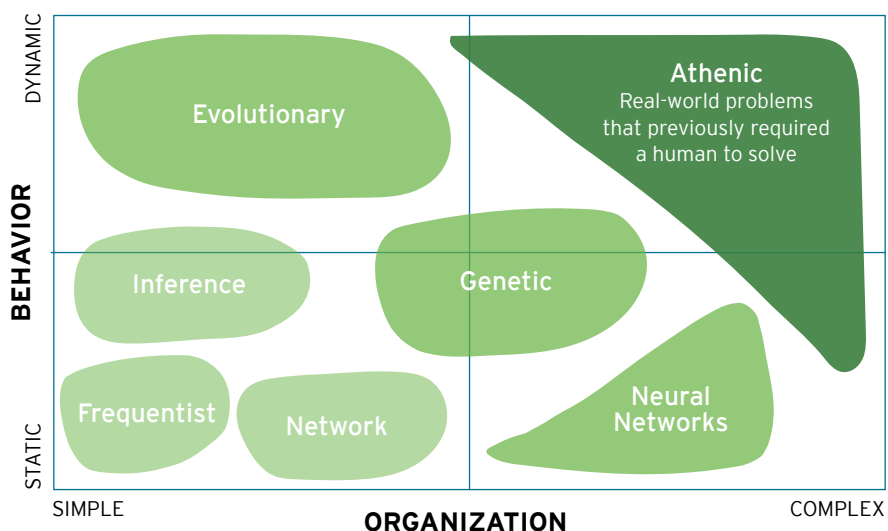 DYNAMIC
Athenic
Real-world problems
that previously required
a human to solve
Evolutionary
BEHAVIOR
Inference
Genetic
Frequentist
Network
Neural
Networks
STATIC
SIMPLE
ORGANIZATION
COMPLEX